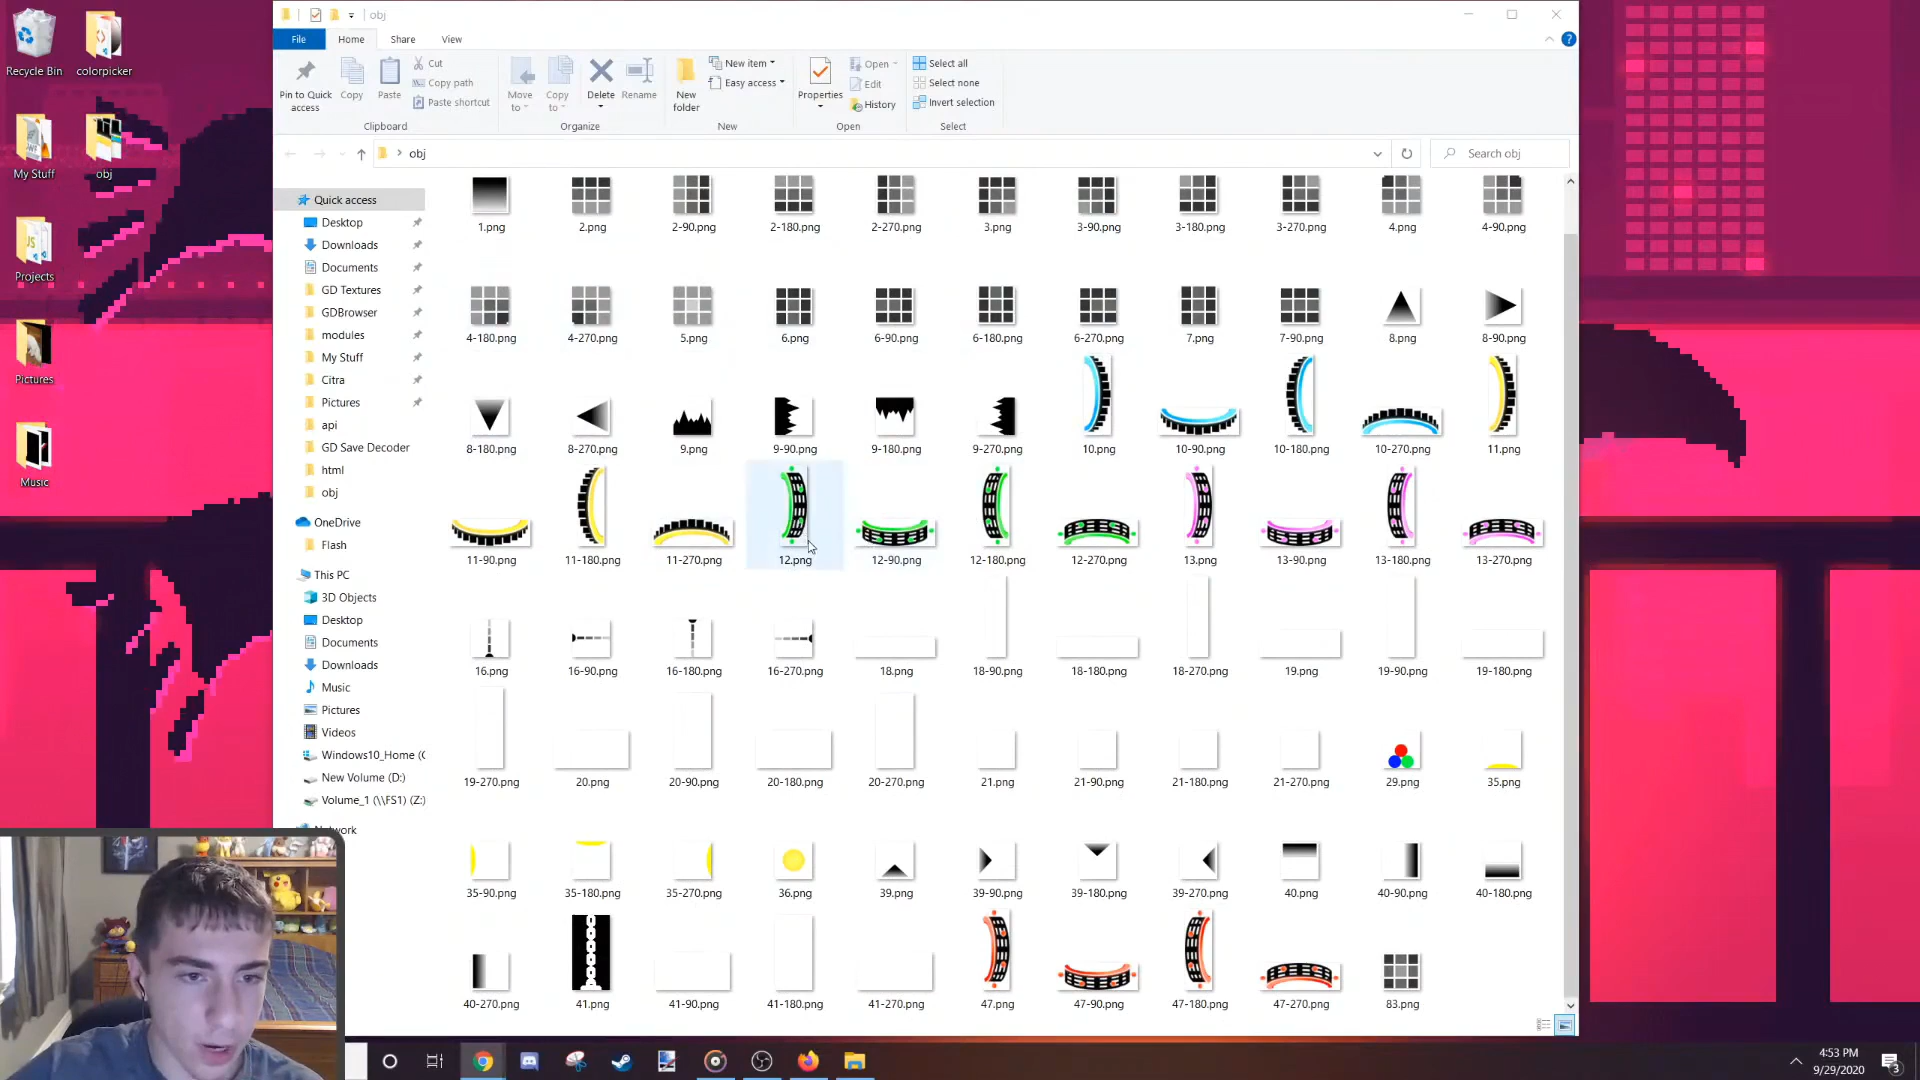 obj
File
Home
Share
View
Pin to Quick access
Copy
Paste
Cut
Copy path
Paste shortcut
Clipboard
Move to
Copy to
Delete
Rename
Organize
New folder
New item
Easy access
New
Properties
Open
Edit
History
Open
Select all
Select none
Invert selection
Select
obj
Search obj
Recycle Bin
colorpicker
My Stuff
obj
Projects
Pictures
Music
Quick access
Desktop
Downloads
Documents
GD Textures
GDBrowser
modules
My Stuff
Citra
Pictures
api
GD Save Decoder
html
obj
OneDrive
Flash
This PC
3D Objects
Desktop
Documents
Downloads
Music
Pictures
Videos
Windows10_Home (C
New Volume (D:)
Volume_1 (\\FS1) (Z:)
Network
1.png 2.png 2-90.png 2-180.png 2-270.png 3.png 3-90.png 3-180.png 3-270.png 4.png 4-90.png
4-180.png 4-270.png 5.png 6.png 6-90.png 6-180.png 6-270.png 7.png 7-90.png 8.png 8-90.png
8-180.png 8-270.png 9.png 9-90.png 9-180.png 9-270.png 10.png 10-90.png 10-180.png 10-270.png 11.png
11-90.png 11-180.png 11-270.png 12.png 12-90.png 12-180.png 12-270.png 13.png 13-90.png 13-180.png 13-270.png
16.png 16-90.png 16-180.png 16-270.png 18.png 18-90.png 18-180.png 18-270.png 19.png 19-90.png 19-180.png
19-270.png 20.png 20-90.png 20-180.png 20-270.png 21.png 21-90.png 21-180.png 21-270.png 29.png 35.png
35-90.png 35-180.png 35-270.png 36.png 39.png 39-90.png 39-180.png 39-270.png 40.png 40-90.png 40-180.png
40-270.png 41.png 41-90.png 41-180.png 41-270.png 47.png 47-90.png 47-180.png 47-270.png 83.png
4:53 PM
9/29/2020
3